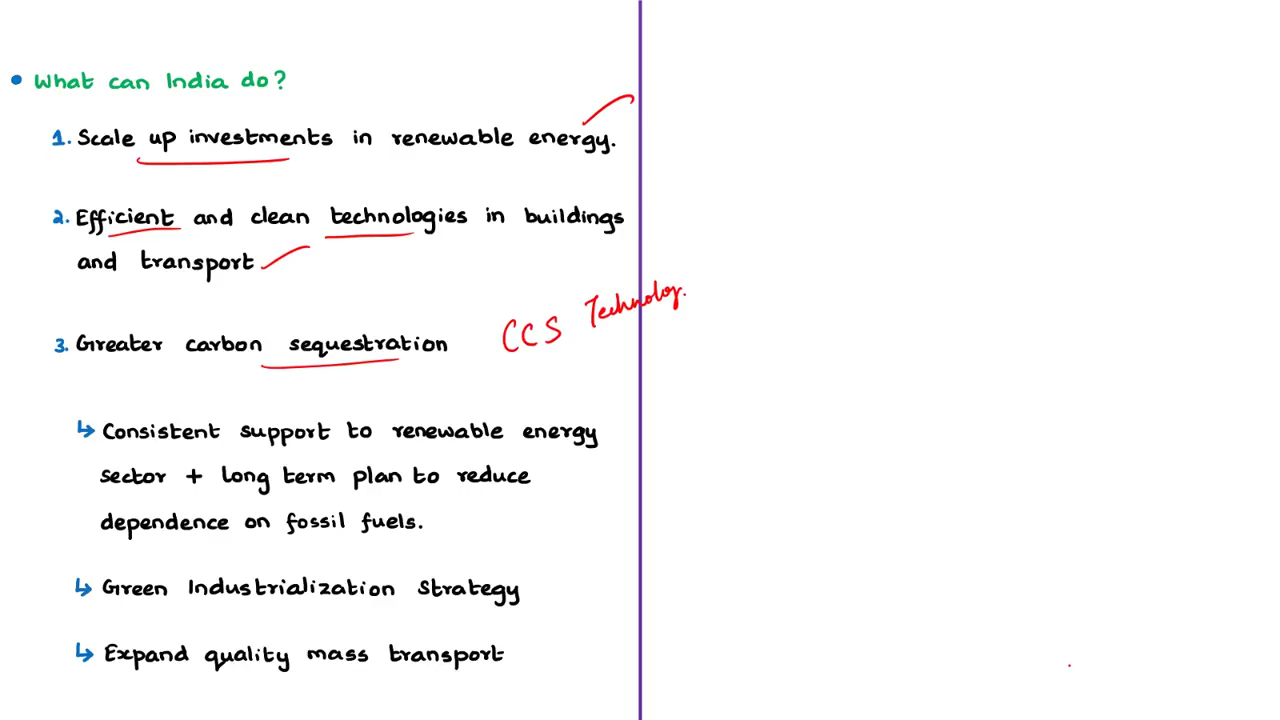 • What can India do?
1. Scale up investments in renewable energy.
2. Efficient and clean technologies in buildings
and transport
3. Greater carbon sequestration
CCS Technology.
↳ Consistent support to renewable energy
sector + long term plan to reduce
dependence on fossil fuels.
↳ Green Industrialization Strategy
↳ Expand quality mass transport